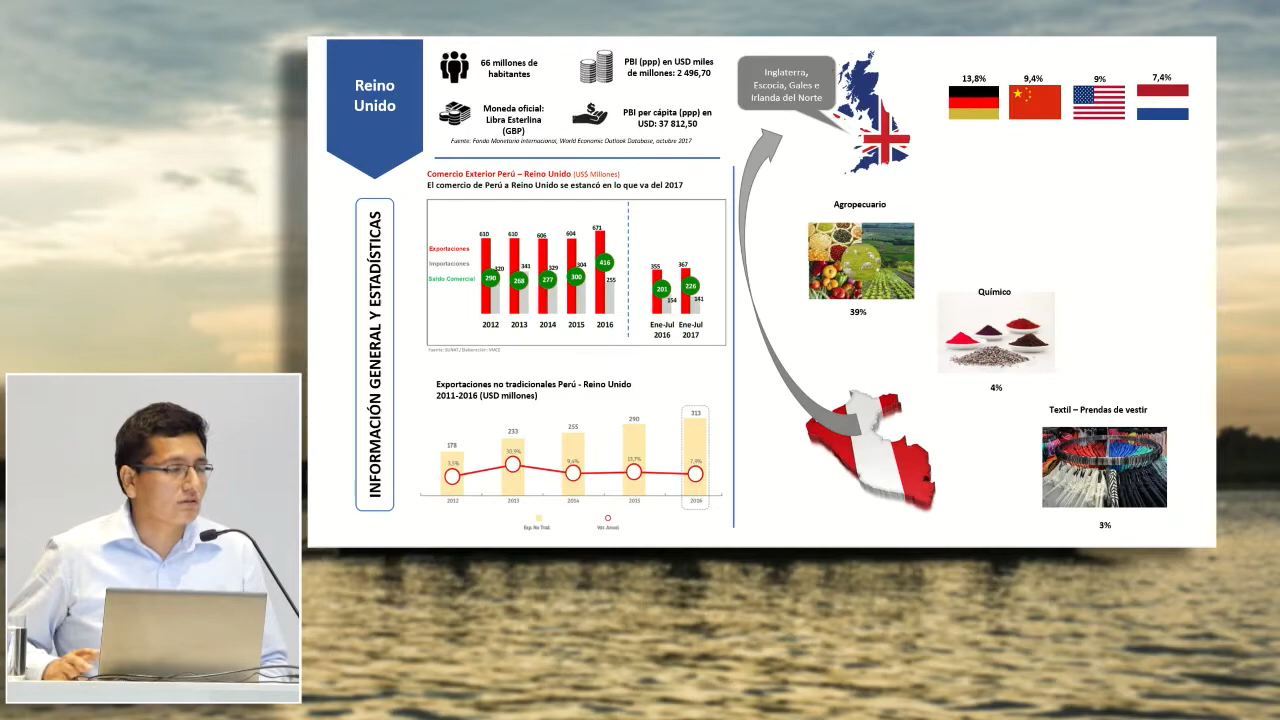 Reino
Unido
66 millones de
habitantes
PBI (ppp) en USD miles
de millones: 2 496,70
Moneda oficial:
Libra Esterlina
(GBP)
PBI per cápita (ppp) en
USD: 37 812,50
Fuente: Fondo Monetario Internacional, World Economic Outlook Database, octubre 2017
INFORMACIÓN GENERAL Y ESTADÍSTICAS
Comercio Exterior Perú – Reino Unido (US$ Millones)
El comercio de Perú a Reino Unido se estancó en lo que va del 2017
Exportaciones
Importaciones
Saldo Comercial
610 610 606 604 671
320 341 329 304 255
290 268 277 300 416
355 367
201 226
154 141
2012 2013 2014 2015 2016
Ene-Jul Ene-Jul
2016 2017
Fuente: SUNAT/ Elaboración: MMCE
Exportaciones no tradicionales Perú - Reino Unido
2011-2016 (USD millones)
178 233 255 290 313
3,5% 30,9% 9,4% 13,7% 7,9%
2012 2013 2014 2015 2016
Exp. No Trad.
Var. Anual
Inglaterra,
Escocia, Gales e
Irlanda del Norte
13,8% 9,4% 9% 7,4%
Agropecuario
39%
Químico
4%
Textil – Prendas de vestir
3%